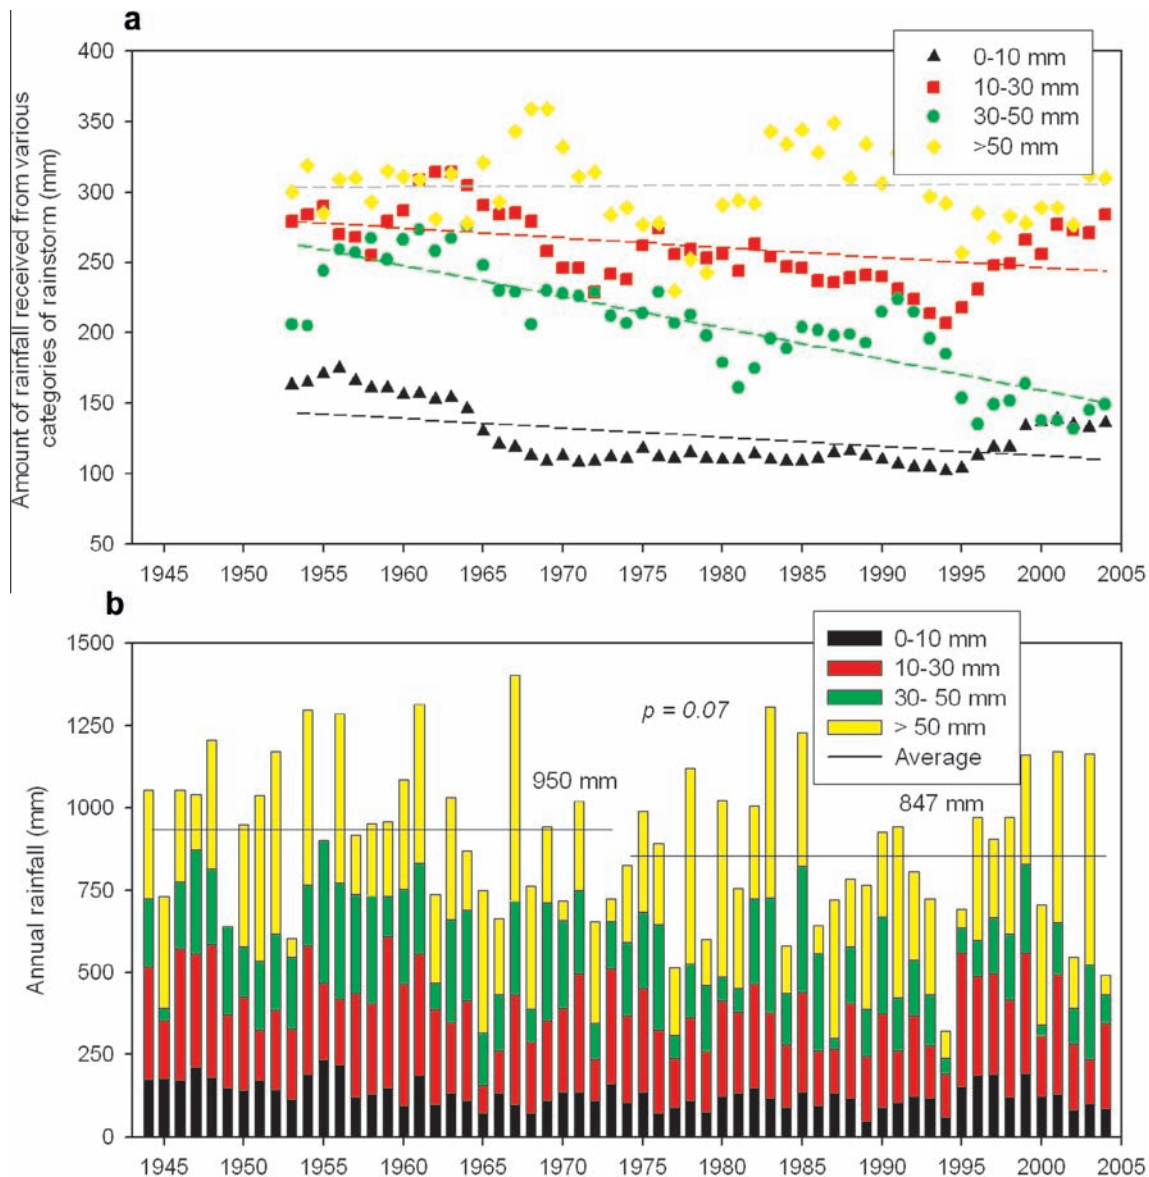 a
400
350
300
250
200
150
100
50
Amount of rainfall received from various
categories of rainstorm (mm)
0-10 mm
10-30 mm
30-50 mm
>50 mm
1945 1950 1955 1960 1965 1970 1975 1980 1985 1990 1995 2000 2005
b
1500
1250
1000
750
500
250
0
Annual rainfall (mm)
0-10 mm
10-30 mm
30- 50 mm
> 50 mm
Average
p = 0.07
950 mm
847 mm
1945 1950 1955 1960 1965 1970 1975 1980 1985 1990 1995 2000 2005